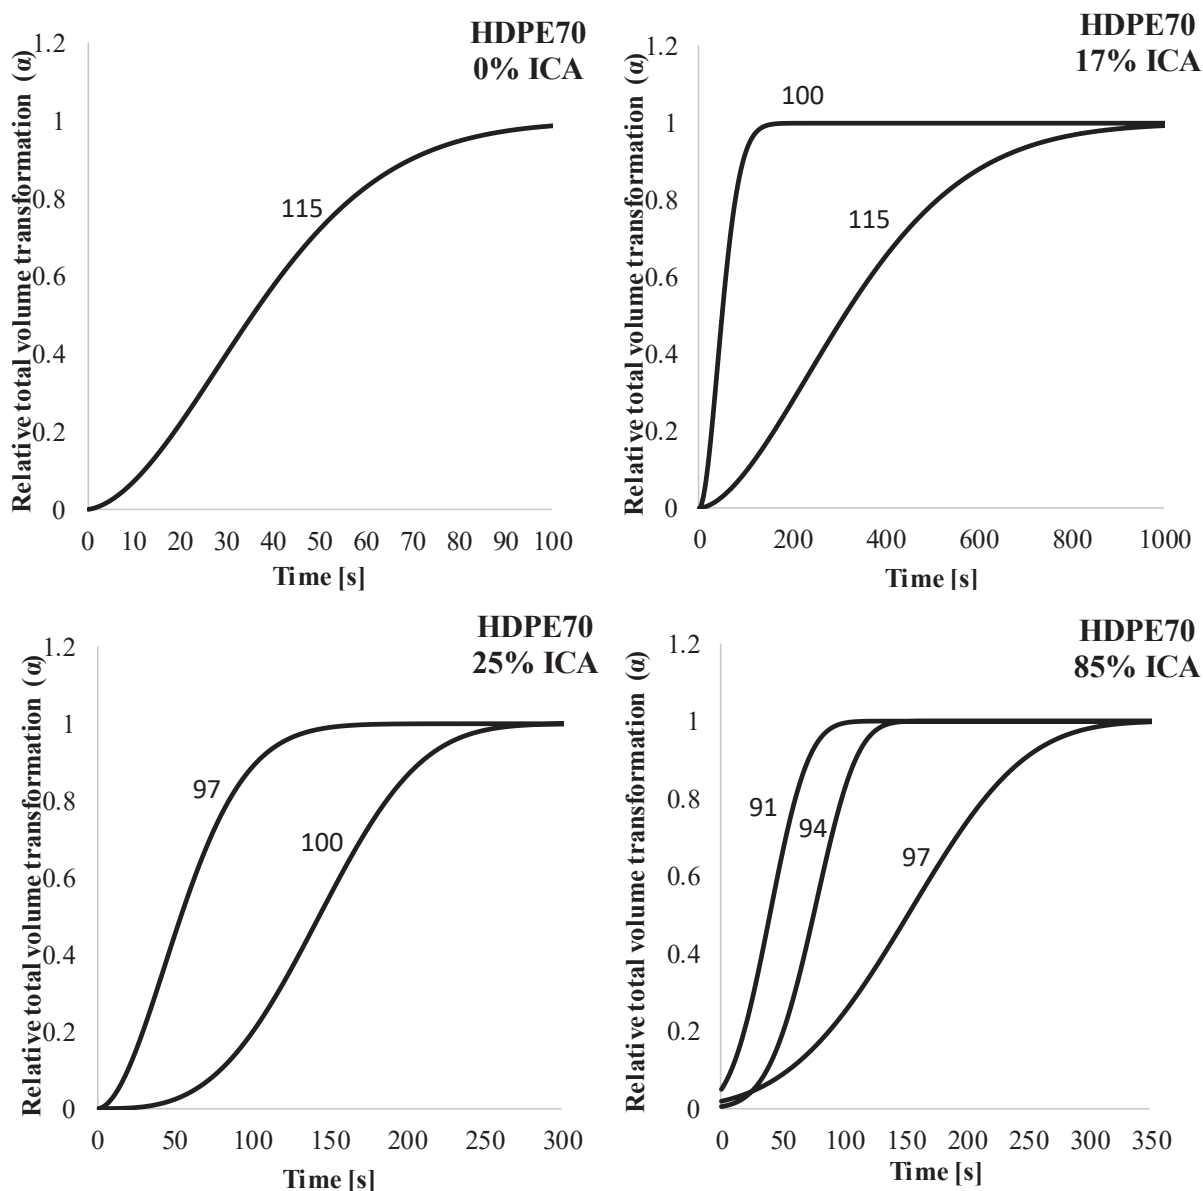 HDPE70
0% ICA
Relative total volume transformation (α)
1.2
1
0.8
0.6
0.4
0.2
0
115
0 10 20 30 40 50 60 70 80 90 100
Time [s]
HDPE70
17% ICA
Relative total volume transformation (α)
1.2
1
0.8
0.6
0.4
0.2
0
100
115
0 200 400 600 800 1000
Time [s]
HDPE70
25% ICA
Relative total volume transformation (α)
1.2
1
0.8
0.6
0.4
0.2
0
97
100
0 50 100 150 200 250 300
Time [s]
HDPE70
85% ICA
Relative total volume transformation (α)
1.2
1
0.8
0.6
0.4
0.2
0
91
94
97
0 50 100 150 200 250 300 350
Time [s]